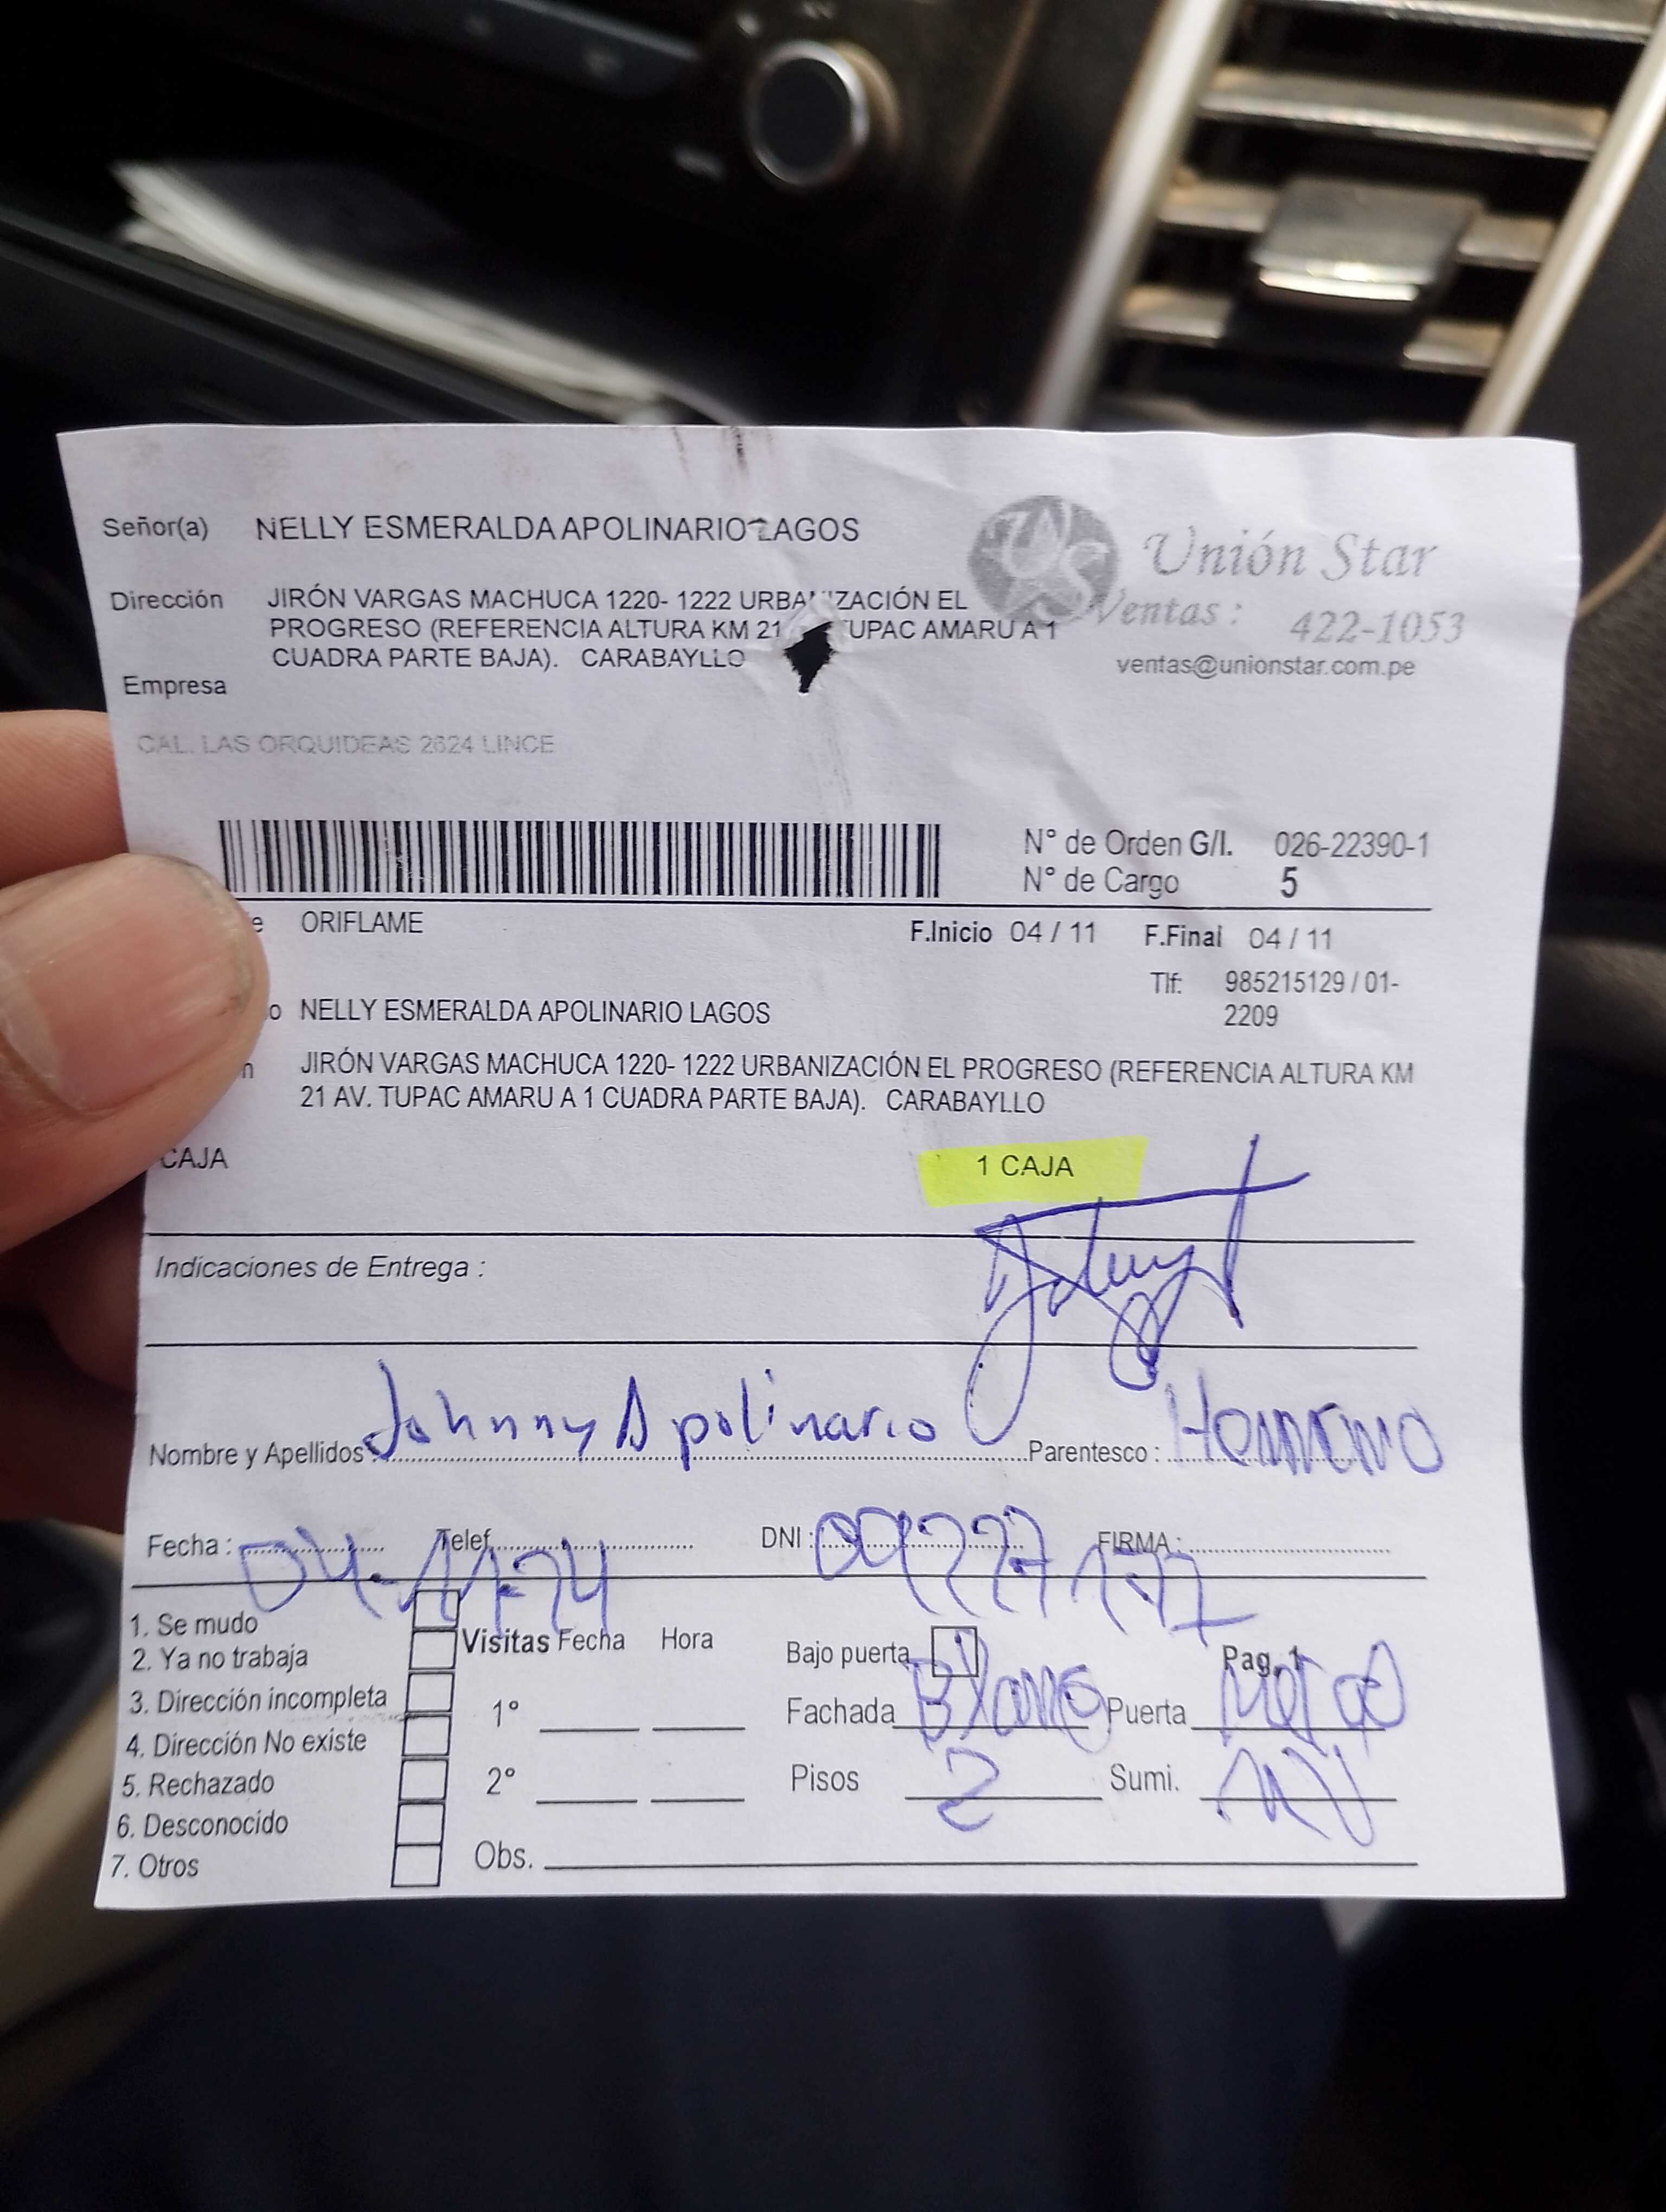 Señor(a) NELLY ESMERALDA APOLINARIO LAGOS
Unión Star
Ventas : 422-1053
ventas@unionstar.com.pe
Dirección JIRÓN VARGAS MACHUCA 1220- 1222 URBANIZACIÓN EL
PROGRESO (REFERENCIA ALTURA KM 21 TUPAC AMARU A 1
CUADRA PARTE BAJA). CARABAYLLO
Empresa
CAL. LAS ORQUIDEAS 2624 LINCE
N° de Orden G/I. 026-22390-1
N° de Cargo 5
ORIFLAME F.Inicio 04 / 11 F.Final 04 / 11
Tlf: 985215129 / 01-
2209
NELLY ESMERALDA APOLINARIO LAGOS
JIRÓN VARGAS MACHUCA 1220- 1222 URBANIZACIÓN EL PROGRESO (REFERENCIA ALTURA KM
21 AV. TUPAC AMARU A 1 CUADRA PARTE BAJA). CARABAYLLO
CAJA 1 CAJA
Indicaciones de Entrega :
Nombre y Apellidos Johnny Apolinario Parentesco : Hermano
Fecha : 04-11-24 Telef. DNI : FIRMA :
1. Se mudo
2. Ya no trabaja
3. Dirección incompleta
4. Dirección No existe
5. Rechazado
6. Desconocido
7. Otros
Visitas Fecha Hora
1°
2°
Obs.
Bajo puerta Pag. 1
Fachada Blanco Puerta Metal
Pisos 2 Sumi.